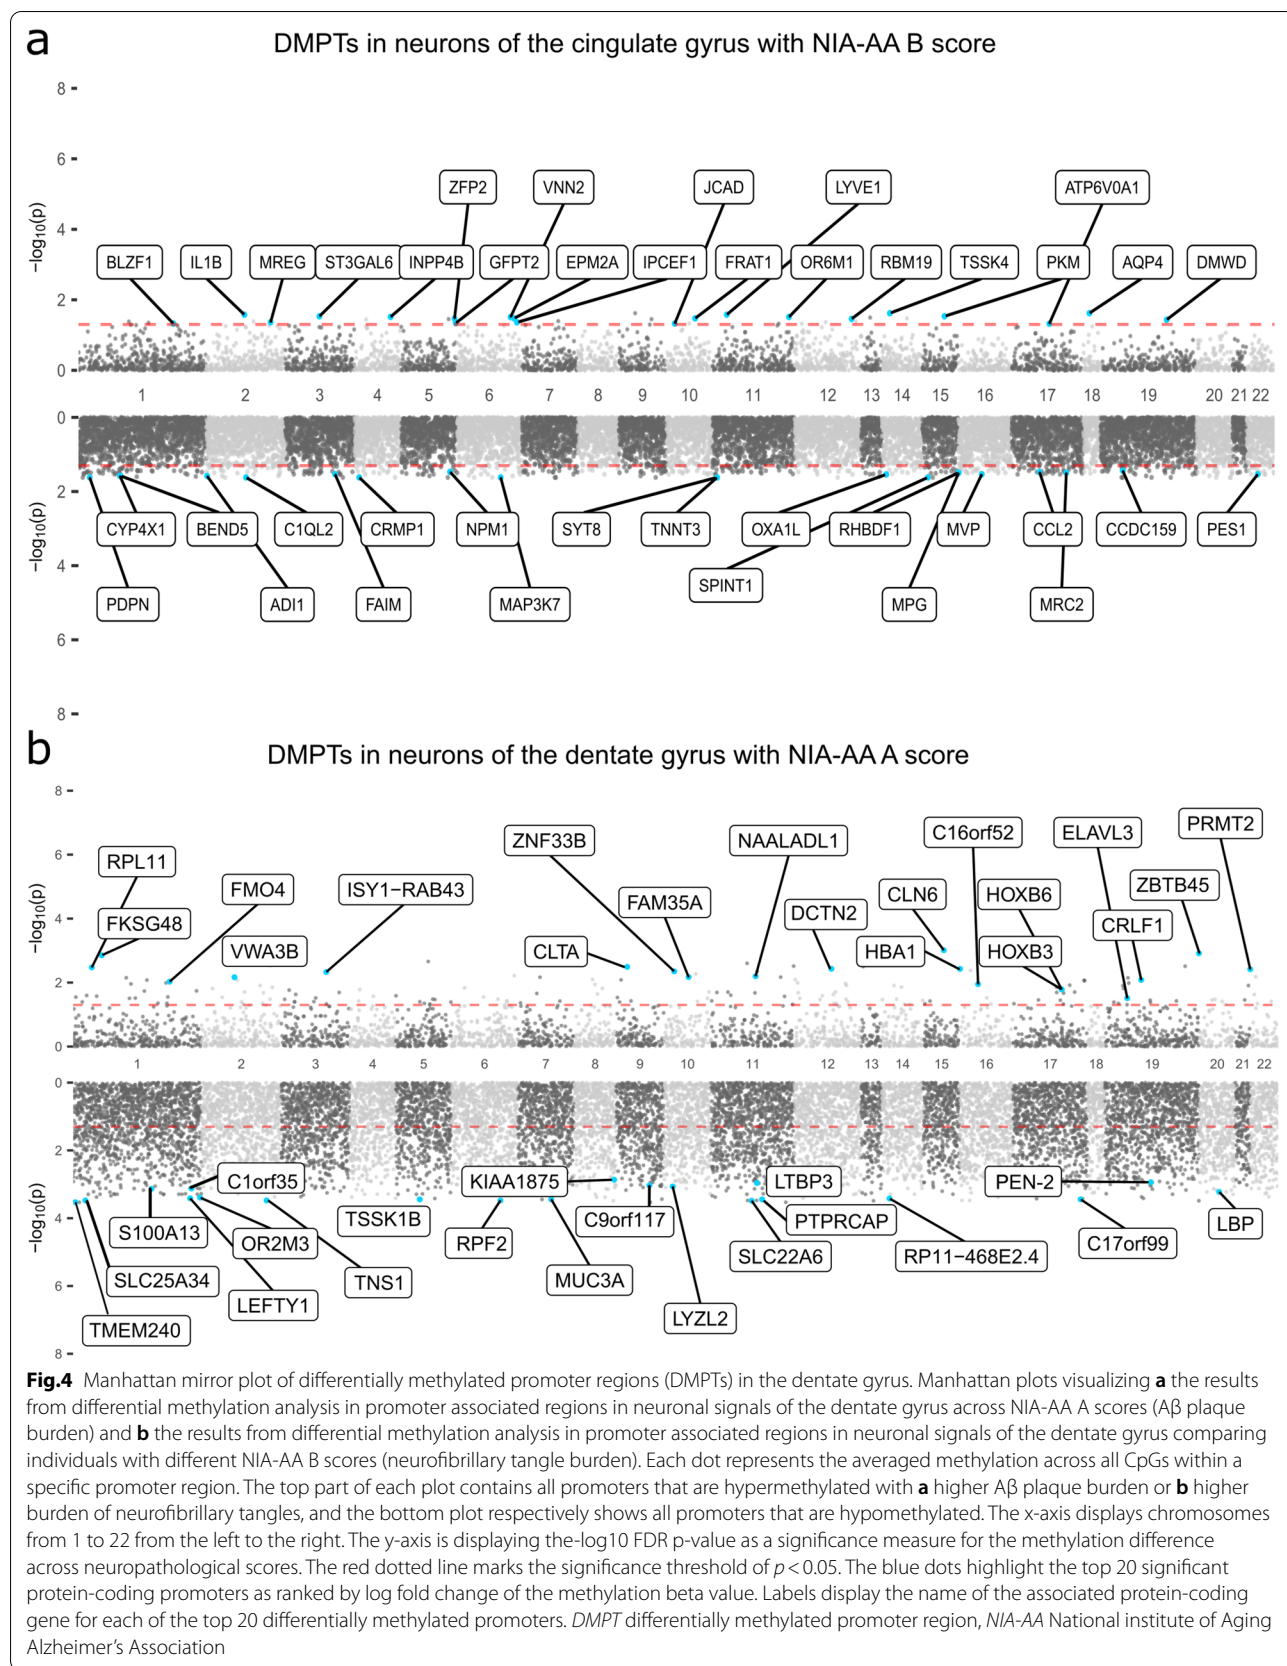 a
DMPTs in neurons of the cingulate gyrus with NIA-AA B score
8
6
ZFP2 VNN2 JCAD LYVE1 ATP6V0A1
4
−log10(p)
BLZF1 IL1B MREG ST3GAL6 INPP4B GFPT2 EPM2A IPCEF1 FRAT1 OR6M1 RBM19 TSSK4 PKM AQP4 DMWD
2
0
1 2 3 4 5 6 7 8 9 10 11 12 13 14 15 16 17 18 19 20 21 22
0
2
CYP4X1 BEND5 C1QL2 CRMP1 NPM1 SYT8 TNNT3 OXA1L RHBDF1 MVP CCL2 CCDC159 PES1
−log10(p)
4
SPINT1
PDPN ADI1 FAIM MAP3K7 MPG MRC2
6
8
b
DMPTs in neurons of the dentate gyrus with NIA-AA A score
8
PRMT2
ZNF33B NAALADL1 C16orf52 ELAVL3
6
RPL11
FMO4 ISY1−RAB43 FAM35A CLN6 HOXB6 ZBTB45
−log10(p)
4
FKSG48 DCTN2 CRLF1
VWA3B CLTA HBA1 HOXB3
2
0
1 2 3 4 5 6 7 8 9 10 11 12 13 14 15 16 17 18 19 20 21 22
0
2
C1orf35 KIAA1875 LTBP3 PEN-2
−log10(p)
4
S100A13 TSSK1B C9orf117 PTPRCAP LBP
OR2M3 RPF2 SLC22A6 RP11−468E2.4 C17orf99
SLC25A34 TNS1 MUC3A
6
LEFTY1 LYZL2
TMEM240
8
Fig.4 Manhattan mirror plot of differentially methylated promoter regions (DMPTs) in the dentate gyrus. Manhattan plots visualizing a the results
from differential methylation analysis in promoter associated regions in neuronal signals of the dentate gyrus across NIA-AA A scores (Aβ plaque
burden) and b the results from differential methylation analysis in promoter associated regions in neuronal signals of the dentate gyrus comparing
individuals with different NIA-AA B scores (neurofibrillary tangle burden). Each dot represents the averaged methylation across all CpGs within a
specific promoter region. The top part of each plot contains all promoters that are hypermethylated with a higher Aβ plaque burden or b higher
burden of neurofibrillary tangles, and the bottom plot respectively shows all promoters that are hypomethylated. The x-axis displays chromosomes
from 1 to 22 from the left to the right. The y-axis is displaying the-log10 FDR p-value as a significance measure for the methylation difference
across neuropathological scores. The red dotted line marks the significance threshold of p < 0.05. The blue dots highlight the top 20 significant
protein-coding promoters as ranked by log fold change of the methylation beta value. Labels display the name of the associated protein-coding
gene for each of the top 20 differentially methylated promoters. DMPT differentially methylated promoter region, NIA-AA National institute of Aging
Alzheimer's Association